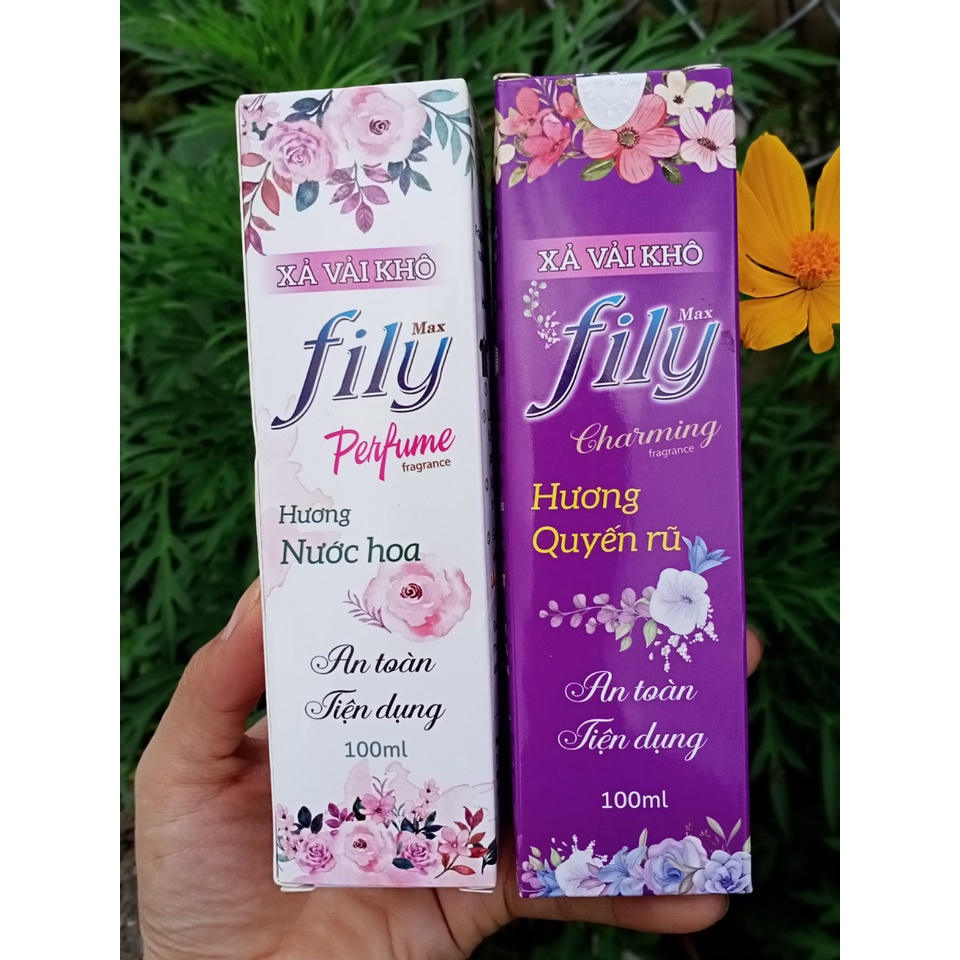 XẢ VẢI KHÔ
fily Max
Perfume
fragrance
Hương
Nước hoa
An toàn
Tiện dụng
100ml
XẢ VẢI KHÔ
fily Max
Charming
fragrance
Hương
Quyến rũ
An toàn
Tiện dụng
100ml